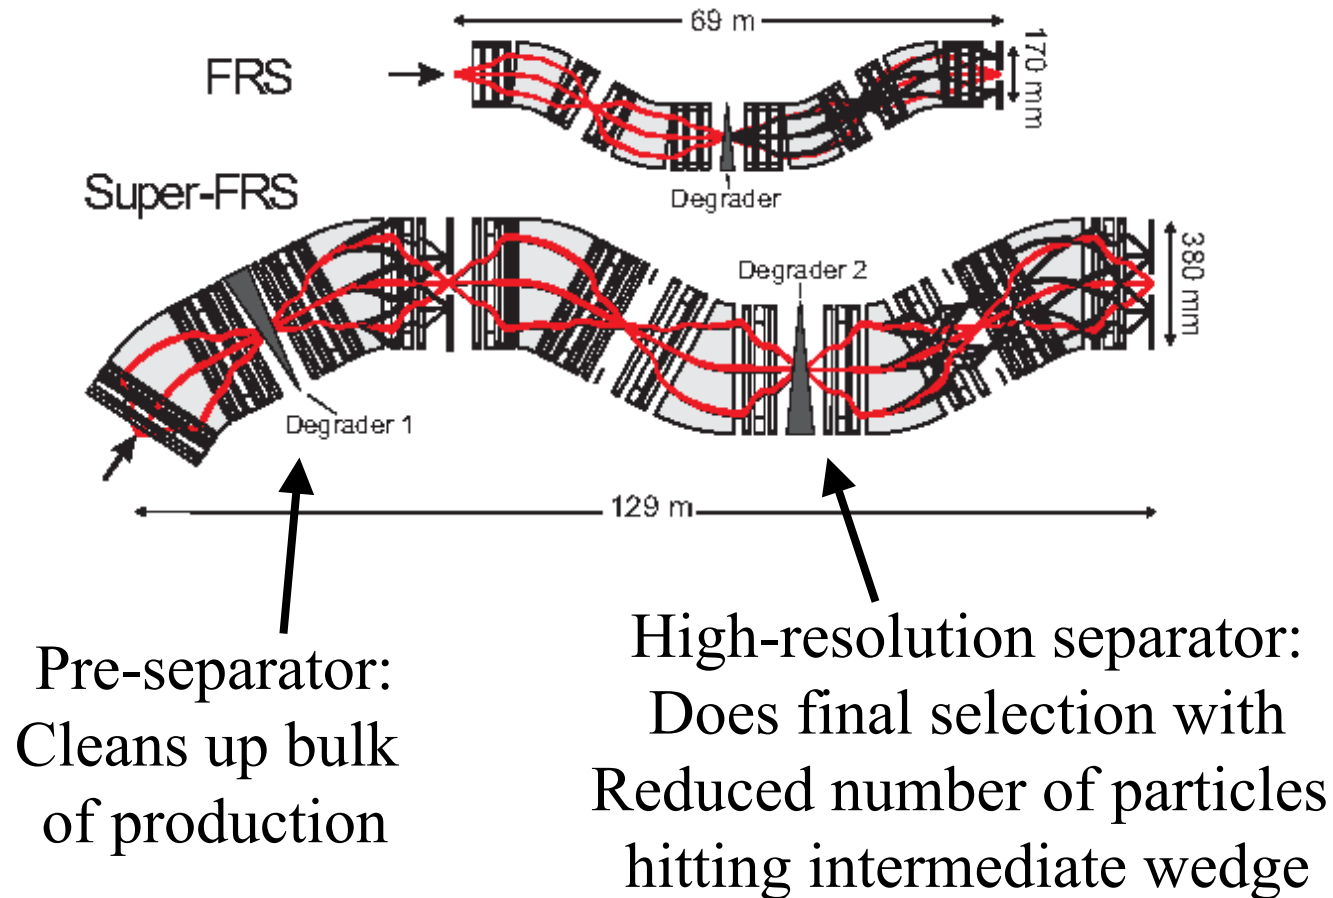 69 m
FRS
170 mm
Degrader
Super-FRS
Degrader 2
380 mm
Degrader 1
129 m
Pre-separator:
Cleans up bulk
of production
High-resolution separator:
Does final selection with
Reduced number of particles
hitting intermediate wedge